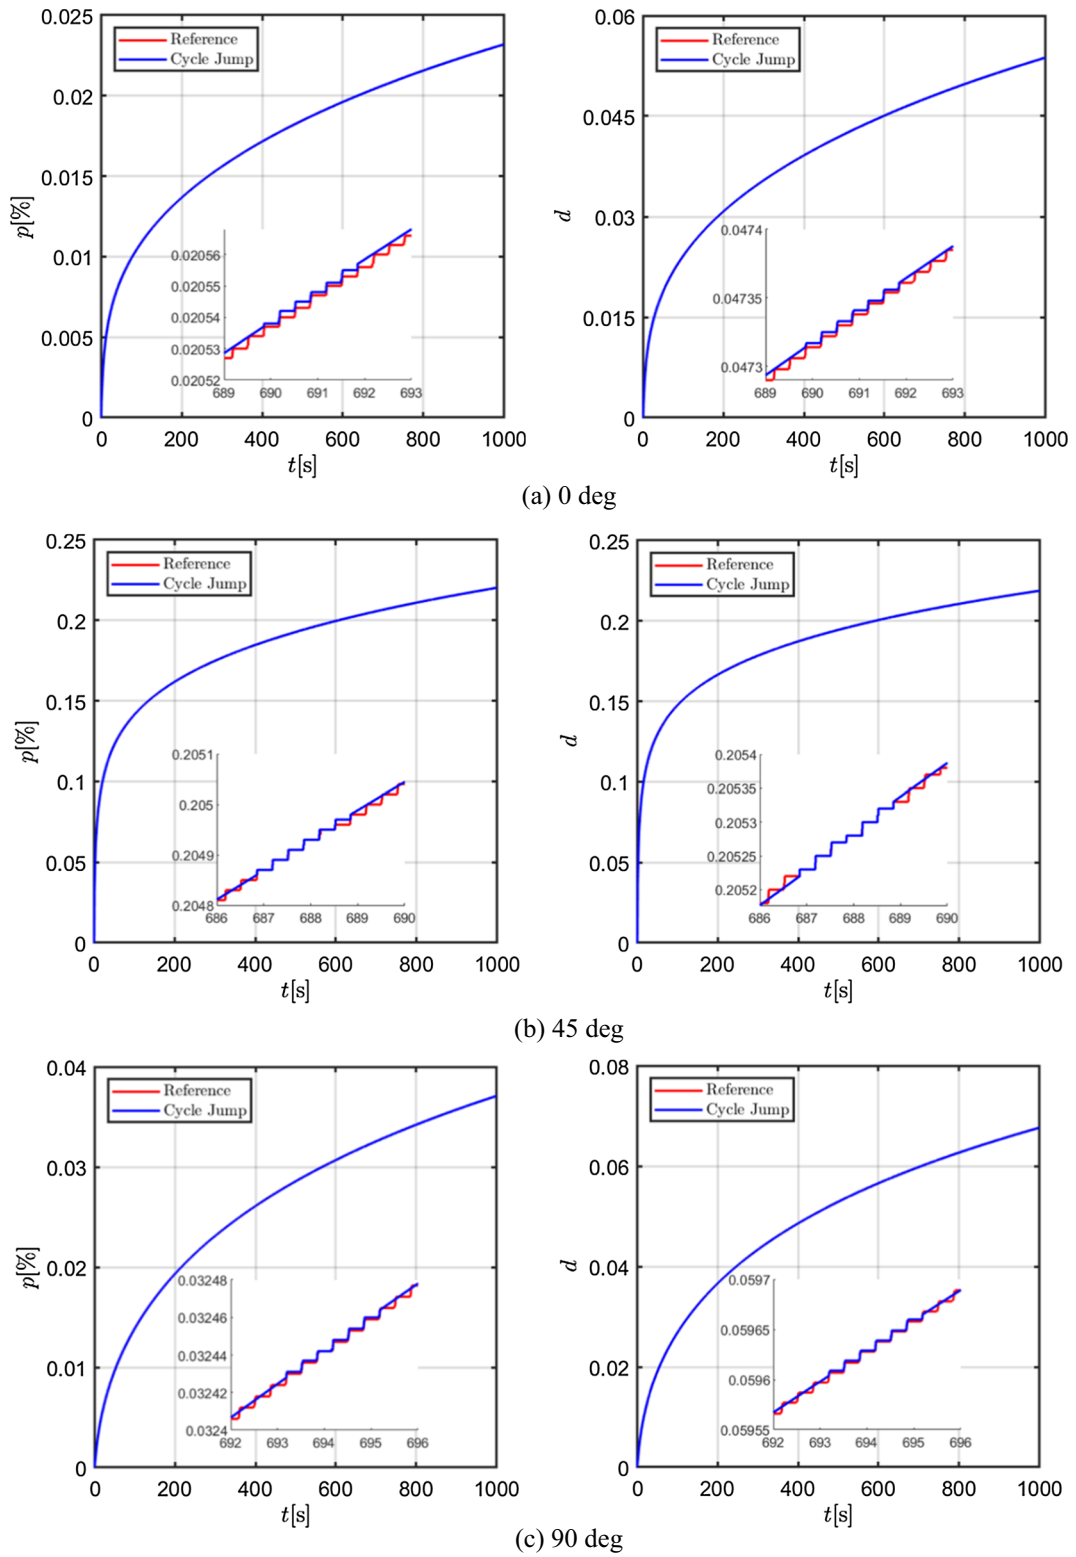 0.025
0.02
0.015
0.01
0.005
0
p[%]
Reference
Cycle Jump
0.02056
0.02055
0.02054
0.02053
0.02052
689 690 691 692 693
0 200 400 600 800 1000
t[s]
0.06
0.045
0.03
0.015
0
d
Reference
Cycle Jump
0.0474
0.04735
0.0473
689 690 691 692 693
0 200 400 600 800 1000
t[s]
(a) 0 deg
0.25
0.2
0.15
0.1
0.05
0
p[%]
Reference
Cycle Jump
0.2051
0.205
0.2049
0.2048
686 687 688 689 690
0 200 400 600 800 1000
t[s]
0.25
0.2
0.15
0.1
0.05
0
d
Reference
Cycle Jump
0.2054
0.20535
0.2053
0.20525
0.2052
686 687 688 689 690
0 200 400 600 800 1000
t[s]
(b) 45 deg
0.04
0.03
0.02
0.01
0
p[%]
Reference
Cycle Jump
0.03248
0.03246
0.03244
0.03242
0.0324
692 693 694 695 696
0 200 400 600 800 1000
t[s]
0.08
0.06
0.04
0.02
0
d
Reference
Cycle Jump
0.0597
0.05965
0.0596
0.05955
692 693 694 695 696
0 200 400 600 800 1000
t[s]
(c) 90 deg